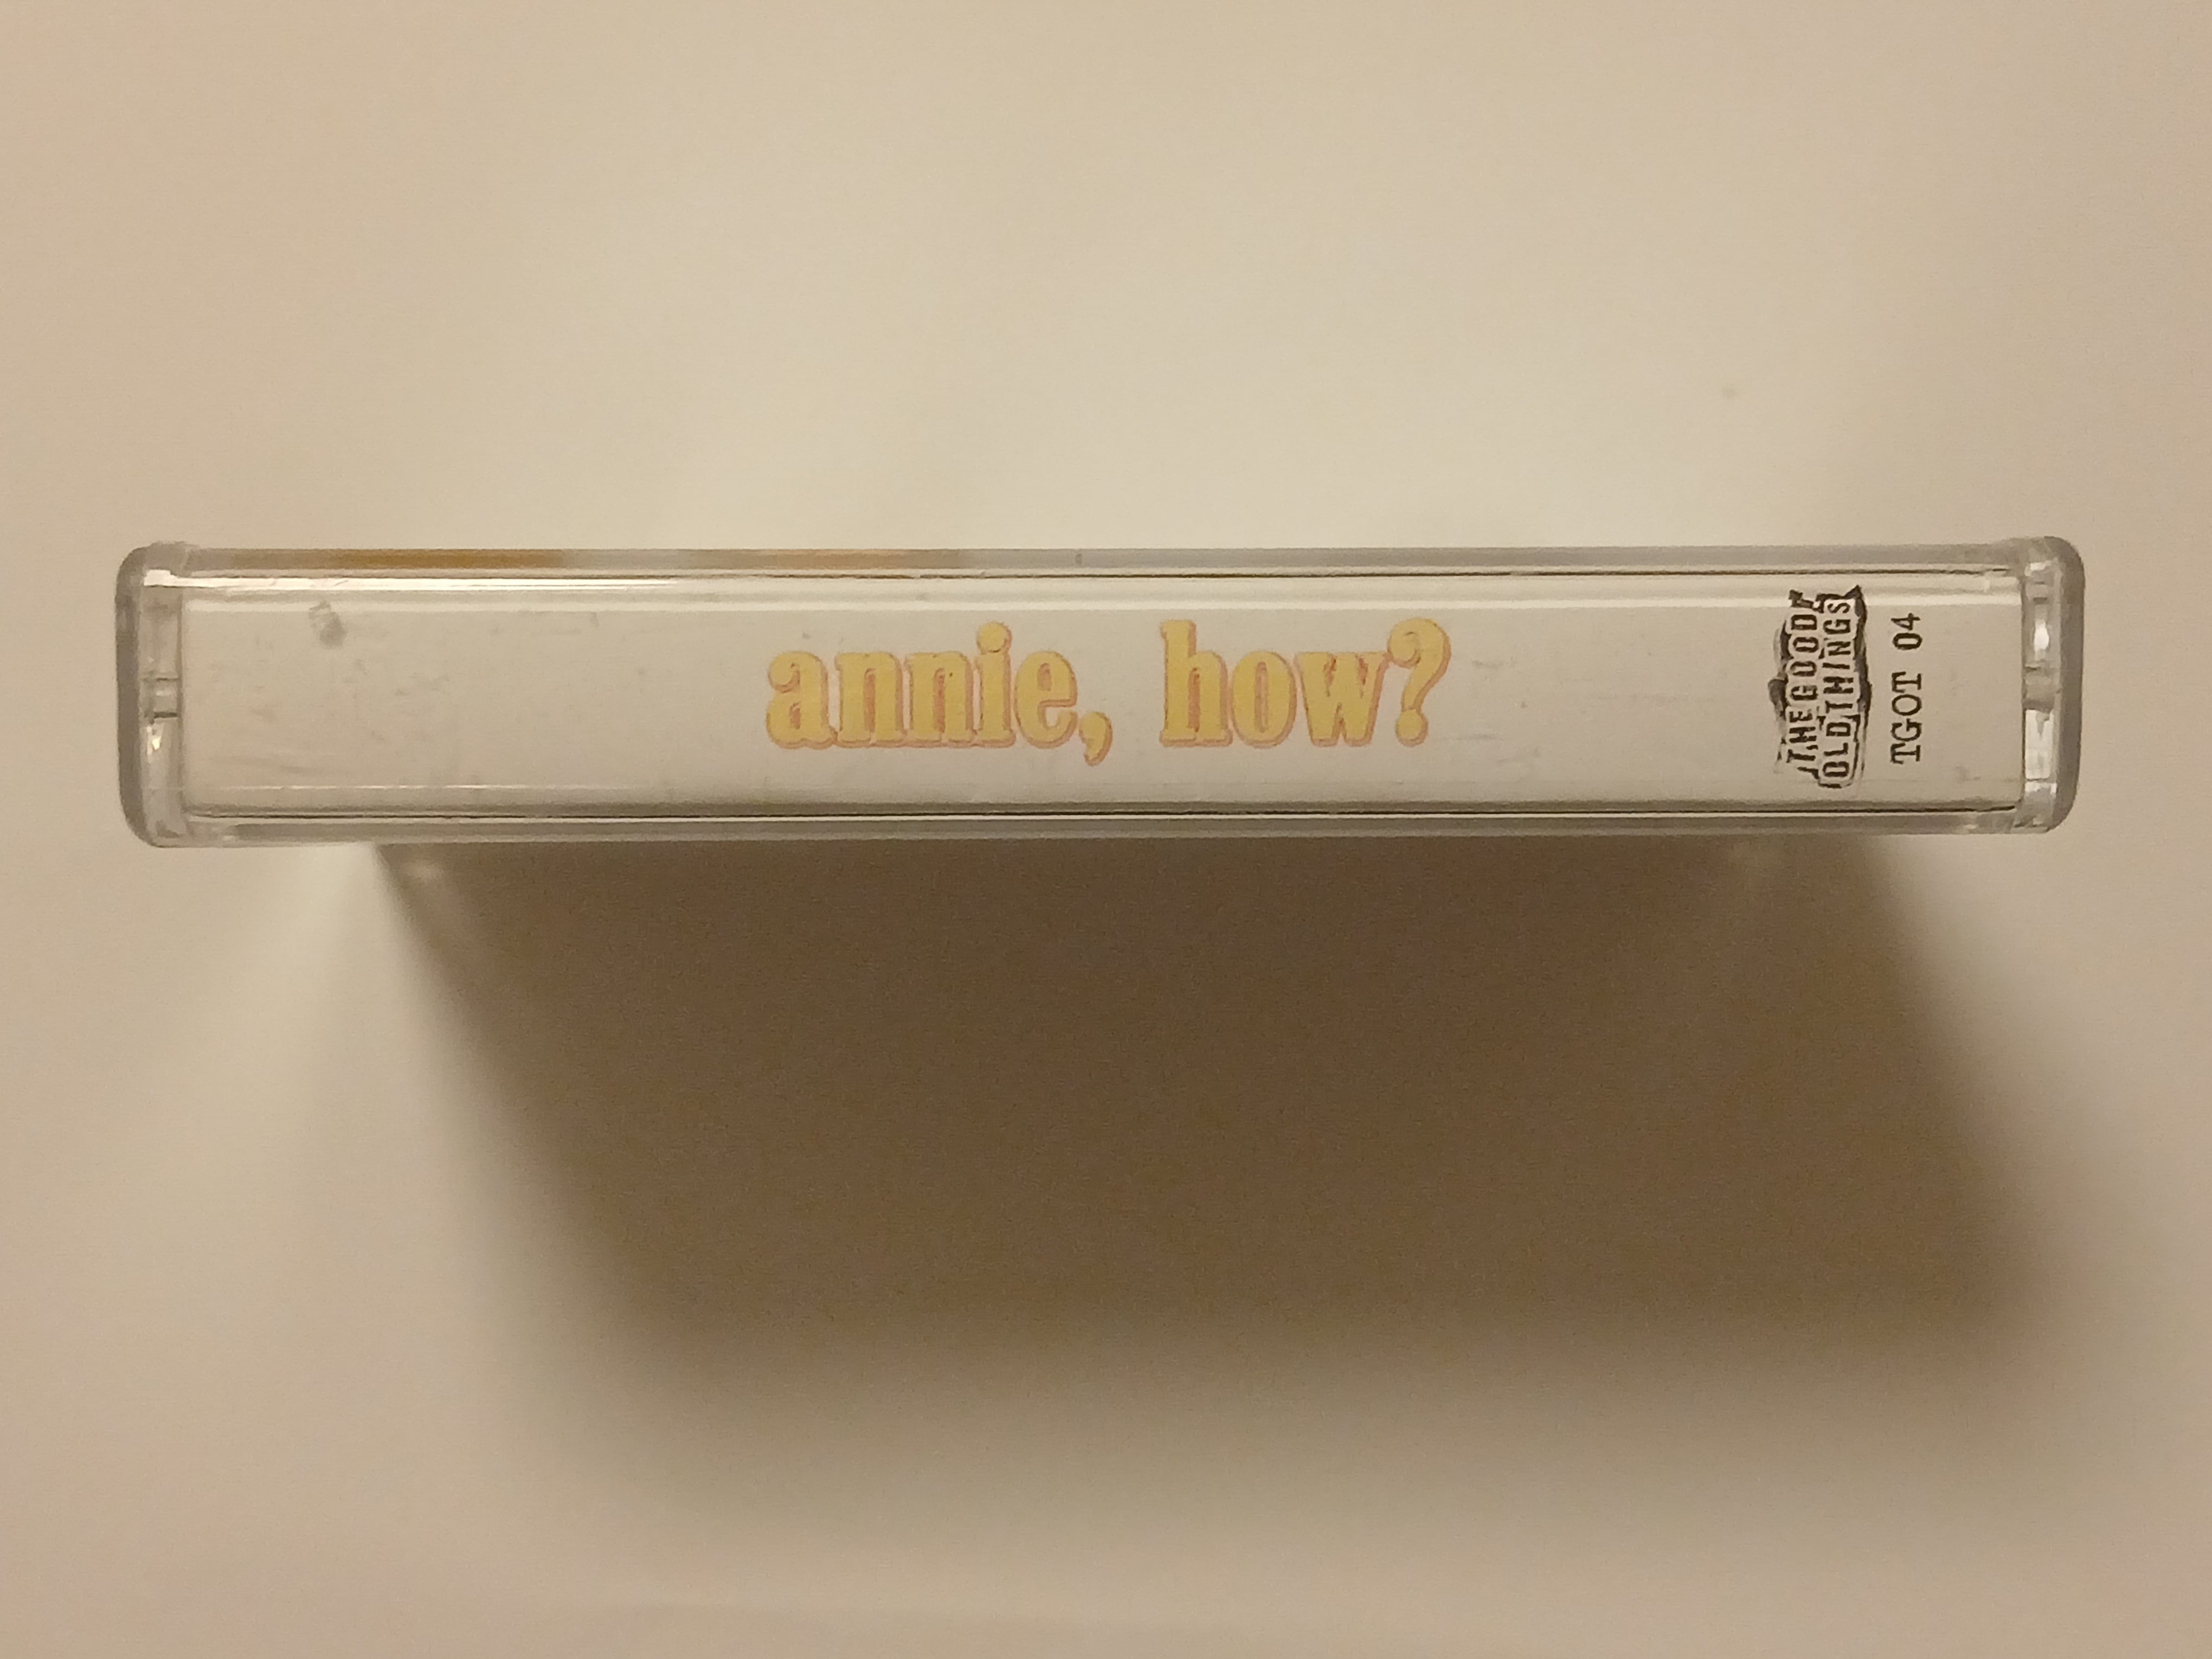 annie, how?
THE GOOD
OLD THINGS
TGOT 04